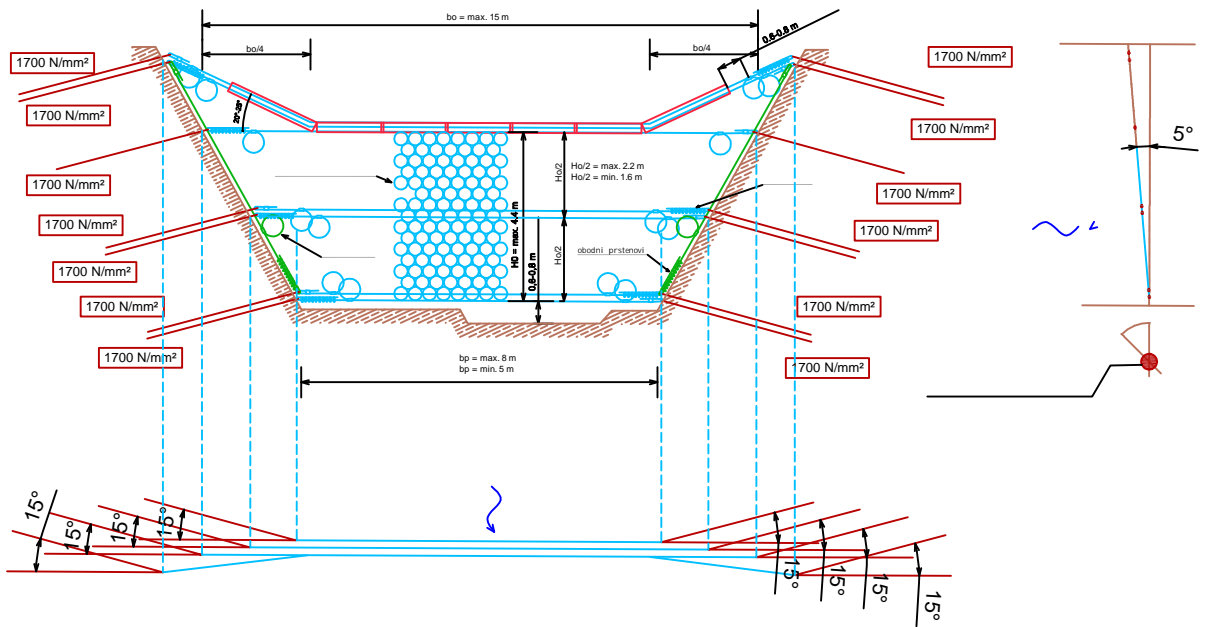 bo = max. 15 m
bo/4
bo/4
0,6-0,8 m
1700 N/mm²
1700 N/mm²
1700 N/mm²
1700 N/mm²
1700 N/mm²
1700 N/mm²
1700 N/mm²
1700 N/mm²
1700 N/mm²
1700 N/mm²
1700 N/mm²
1700 N/mm²
1700 N/mm²
20°-25°
Ho/2
Ho/2 = max. 2.2 m
Ho/2 = min. 1.6 m
H0 = max. 4.4 m
0,6-0,8 m
Ho/2
obodni prstenovi
bp = max. 8 m
bp = min. 5 m
5°
15°
15°
15°
15°
15°
15°
15°
15°